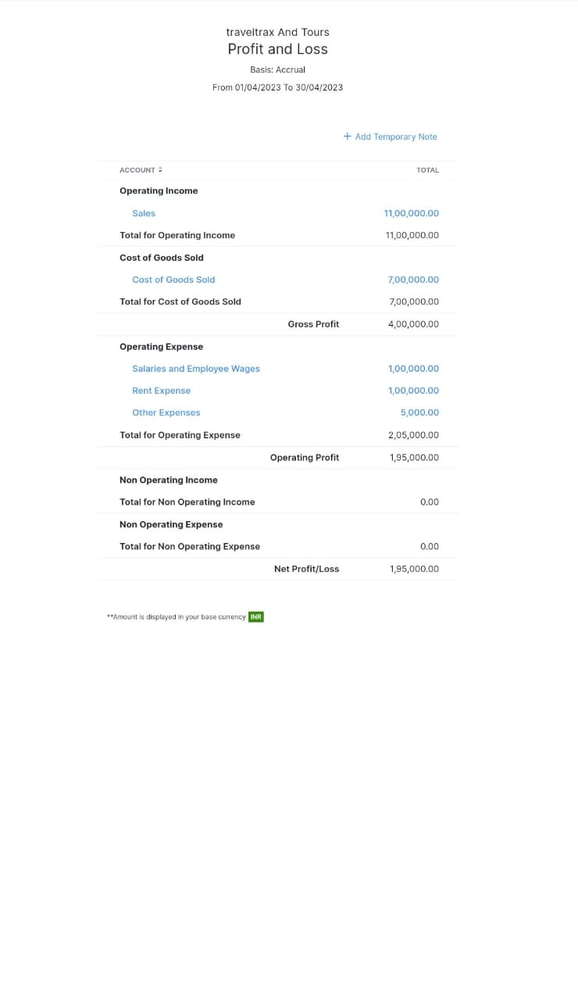 traveltrax And Tours
Profit and Loss
Basis: Accrual
From 01/04/2023 To 30/04/2023
+ Add Temporary Note
ACCOUNT TOTAL
Operating Income
Sales 11,00,000.00
Total for Operating Income 11,00,000.00
Cost of Goods Sold
Cost of Goods Sold 7,00,000.00
Total for Cost of Goods Sold 7,00,000.00
Gross Profit 4,00,000.00
Operating Expense
Salaries and Employee Wages 1,00,000.00
Rent Expense 1,00,000.00
Other Expenses 5,000.00
Total for Operating Expense 2,05,000.00
Operating Profit 1,95,000.00
Non Operating Income
Total for Non Operating Income 0.00
Non Operating Expense
Total for Non Operating Expense 0.00
Net Profit/Loss 1,95,000.00
**Amount is displayed in your base currency INR